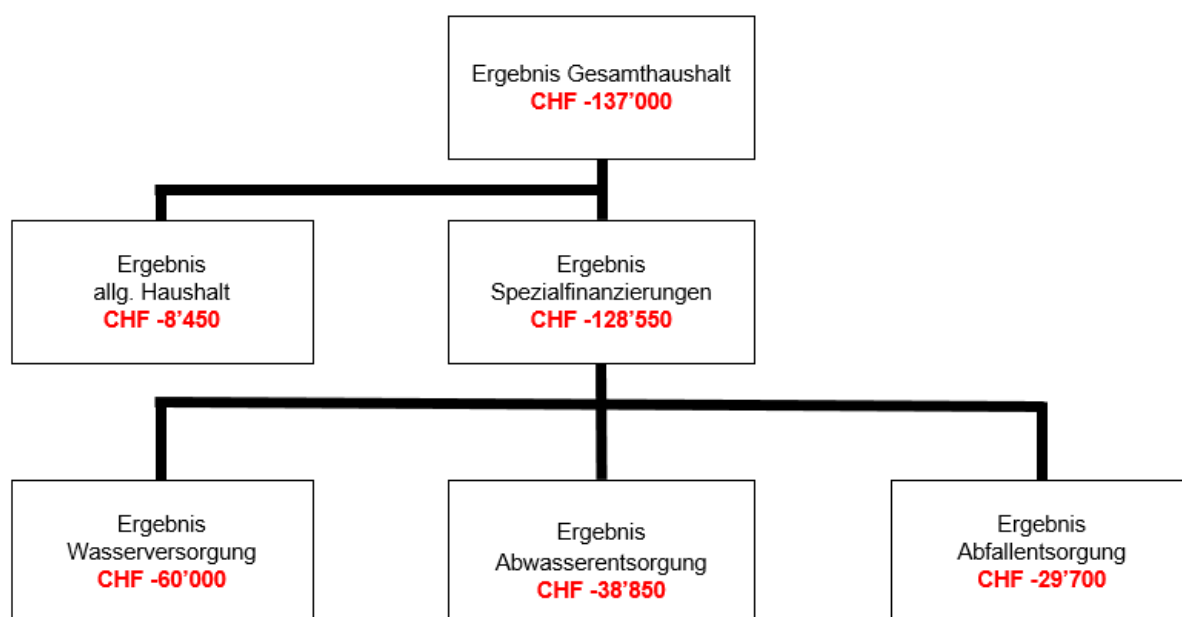 Ergebnis Gesamthaushalt
CHF -137’000
Ergebnis
allg. Haushalt
CHF -8’450
Ergebnis
Spezialfinanzierungen
CHF -128’550
Ergebnis
Wasserversorgung
CHF -60’000
Ergebnis
Abwasserentsorgung
CHF -38’850
Ergebnis
Abfallentsorgung
CHF -29’700